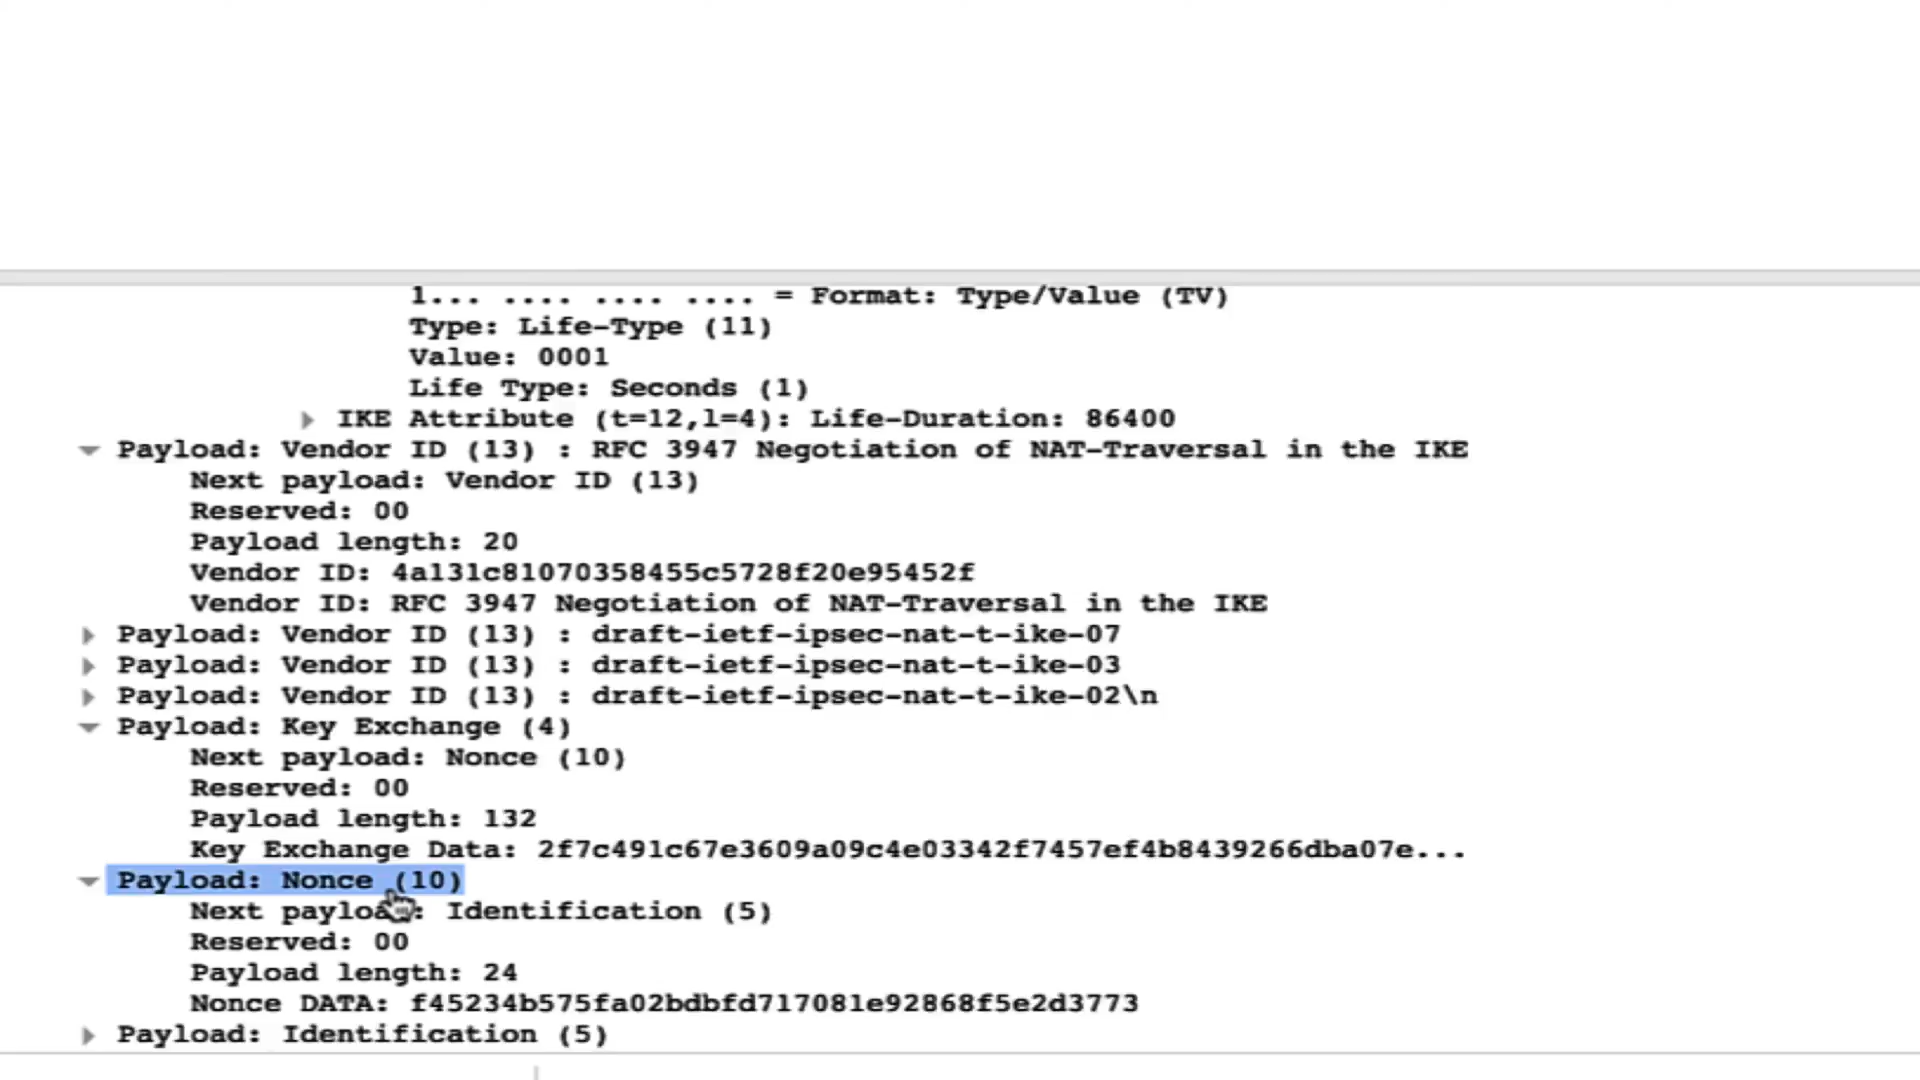 1... .... .... .... = Format: Type/Value (TV)
Type: Life-Type (11)
Value: 0001
Life Type: Seconds (1)
IKE Attribute (t=12,l=4): Life-Duration: 86400
Payload: Vendor ID (13) : RFC 3947 Negotiation of NAT-Traversal in the IKE
Next payload: Vendor ID (13)
Reserved: 00
Payload length: 20
Vendor ID: 4a131c81070358455c5728f20e95452f
Vendor ID: RFC 3947 Negotiation of NAT-Traversal in the IKE
Payload: Vendor ID (13) : draft-ietf-ipsec-nat-t-ike-07
Payload: Vendor ID (13) : draft-ietf-ipsec-nat-t-ike-03
Payload: Vendor ID (13) : draft-ietf-ipsec-nat-t-ike-02\n
Payload: Key Exchange (4)
Next payload: Nonce (10)
Reserved: 00
Payload length: 132
Key Exchange Data: 2f7c491c67e3609a09c4e03342f7457ef4b8439266dba07e...
Payload: Nonce (10)
Next payload: Identification (5)
Reserved: 00
Payload length: 24
Nonce DATA: f45234b575fa02bdbfd717081e92868f5e2d3773
Payload: Identification (5)